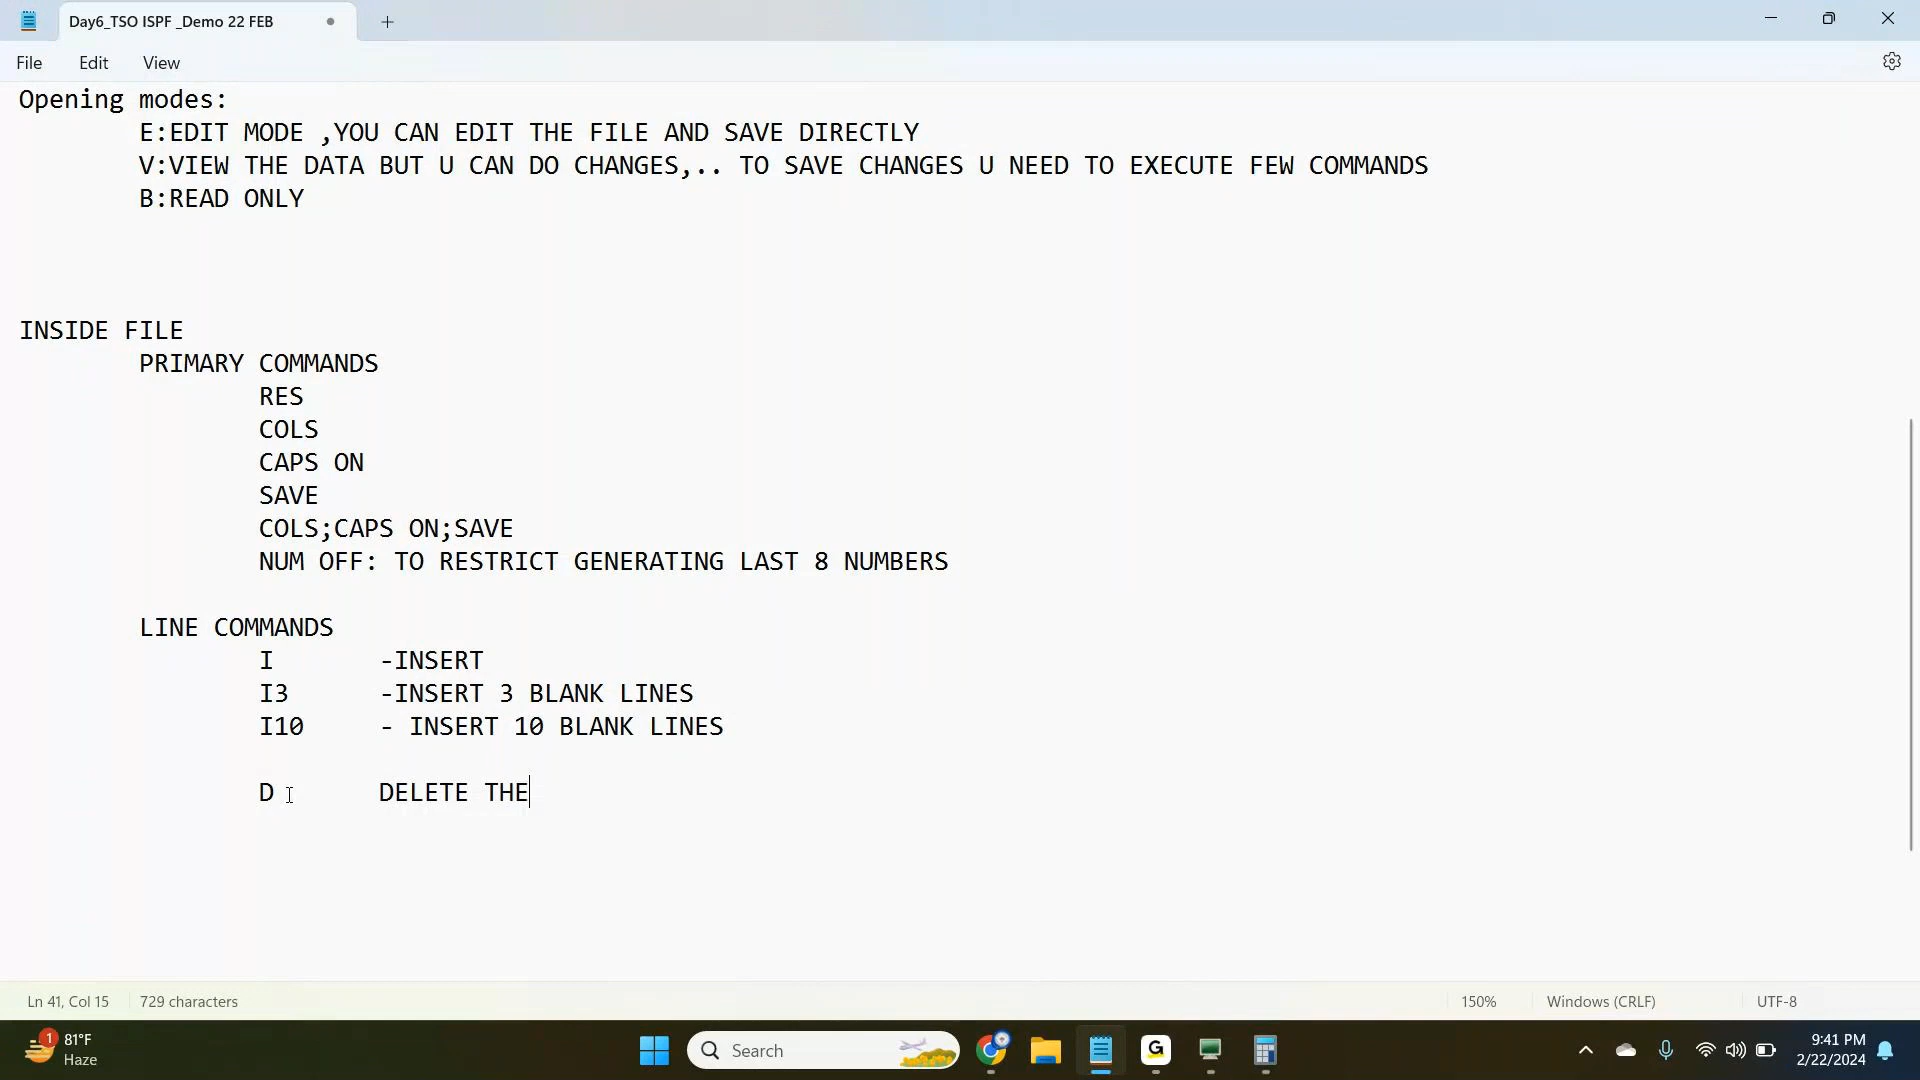 Day6_TSO ISPF _Demo 22 FEB
File Edit View
Opening modes:
E:EDIT MODE ,YOU CAN EDIT THE FILE AND SAVE DIRECTLY
V:VIEW THE DATA BUT U CAN DO CHANGES,.. TO SAVE CHANGES U NEED TO EXECUTE FEW COMMANDS
B:READ ONLY
INSIDE FILE
PRIMARY COMMANDS
RES
COLS
CAPS ON
SAVE
COLS;CAPS ON;SAVE
NUM OFF: TO RESTRICT GENERATING LAST 8 NUMBERS
LINE COMMANDS
I -INSERT
I3 -INSERT 3 BLANK LINES
I10 - INSERT 10 BLANK LINES
D DELETE THE
Ln 41, Col 15 729 characters 150% Windows (CRLF) UTF-8
1 81°F
Haze
Search
G
9:41 PM
2/22/2024